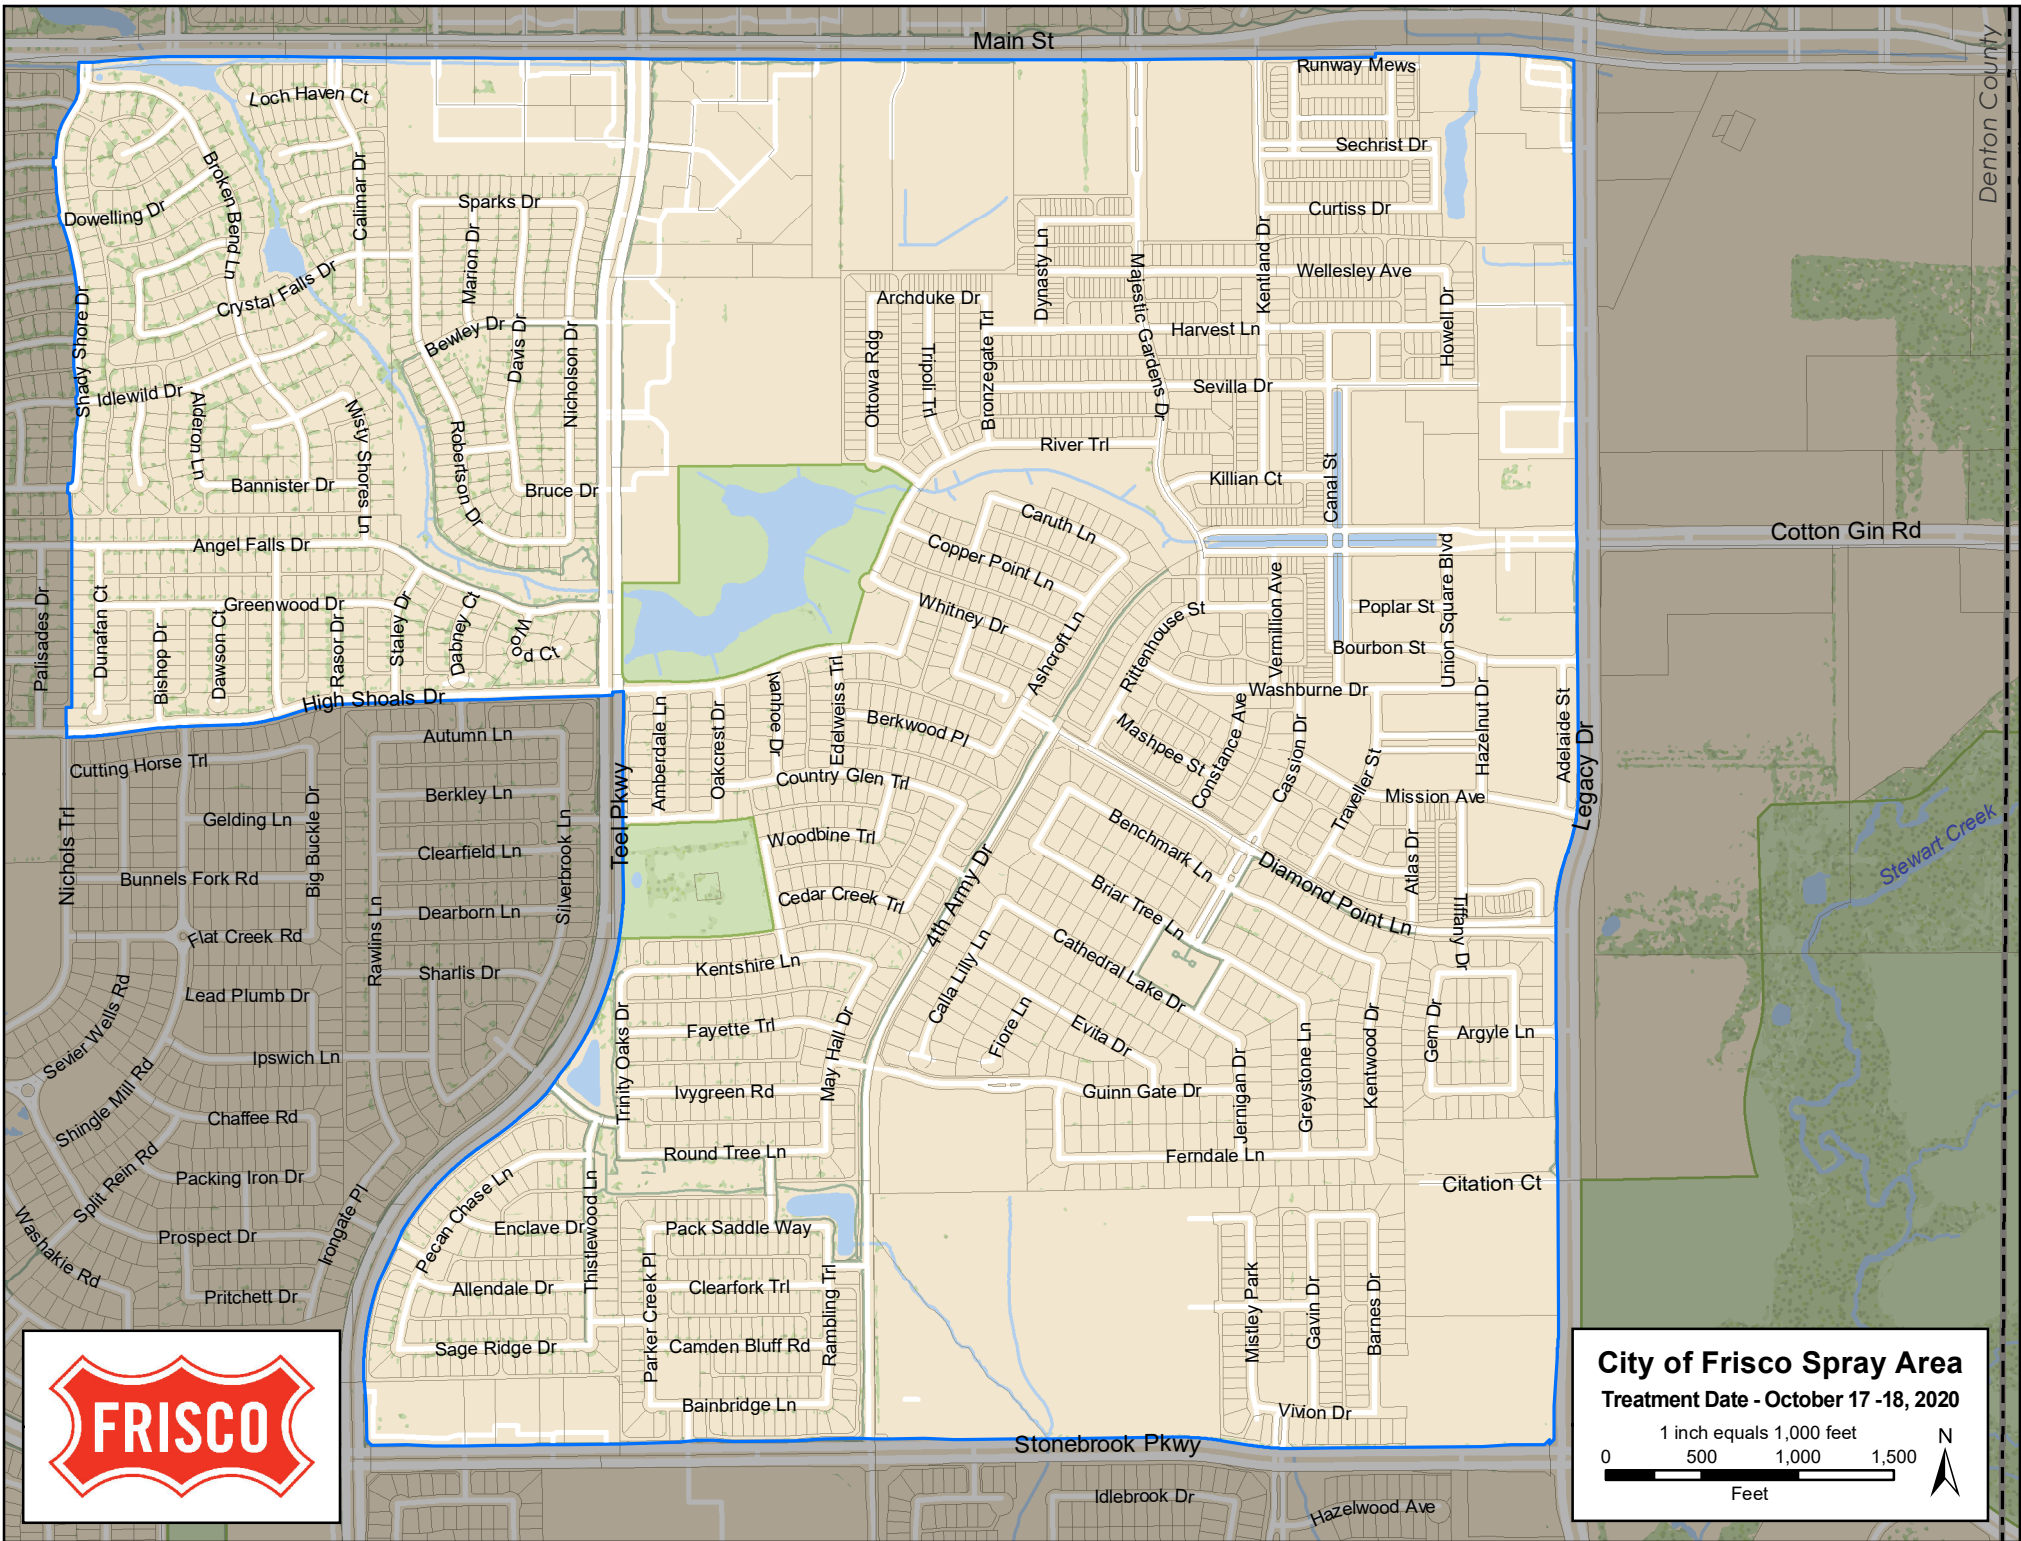 Main St
Denton County
Runway Mews
Loch Haven Ct
Sechrist Dr
Broken Bend Ln
Calimar Dr
Dowelling Dr
Sparks Dr
Curtiss Dr
Marion Dr
Dynasty Ln
Majestic Gardens Dr
Kentland Dr
Wellesley Ave
Crystal Falls Dr
Archduke Dr
Shady Shore Dr
Bewley Dr
Davis Dr
Nicholson Dr
Ottowa Rdg
Tripoli Trl
Bronzegate Trl
Harvest Ln
Howell Dr
Idlewild Dr
Alderon Ln
Misty Shores Ln
Sevilla Dr
Robertson Dr
River Trl
Bannister Dr
Bruce Dr
Killian Ct
Canal St
Caruth Ln
Angel Falls Dr
Copper Point Ln
Cotton Gin Rd
Palisades Dr
Dunafan Ct
Bishop Dr
Dawson Ct
Greenwood Dr
Rasor Dr
Staley Dr
Dabney Ct
Wood Ct
Whitney Dr
Ashcroft Ln
Rittenhouse St
Vermillion Ave
Poplar St
Union Square Blvd
Bourbon St
High Shoals Dr
Washburne Dr
Ivanhoe Dr
Edelweiss Trl
Berkwood Pl
Amberdale Ln
Oakcrest Dr
Mashpee St
Constance Ave
Cassion Dr
Traveller St
Hazelnut Dr
Adelaide St
Legacy Dr
Autumn Ln
Cutting Horse Trl
Teel Pkwy
Country Glen Trl
Mission Ave
Berkley Ln
Nichols Trl
Gelding Ln
Big Buckle Dr
Silverbrook Ln
Woodbine Trl
Benchmark Ln
Stewart Creek
Clearfield Ln
Diamond Point Ln
Atlas Dr
Tiffany Dr
Bunnels Fork Rd
Cedar Creek Trl
4th Army Dr
Briar Tree Ln
Dearborn Ln
Rawlins Ln
Flat Creek Rd
Cathedral Lake Dr
Calla Lilly Ln
Kentshire Ln
Sharlis Dr
Lead Plumb Dr
Sevier Wells Rd
Trinity Oaks Dr
Fayette Trl
May Hall Dr
Fiore Ln
Evita Dr
Greystone Ln
Kentwood Dr
Gem Dr
Argyle Ln
Ipswich Ln
Shingle Mill Rd
Ivygreen Rd
Guinn Gate Dr
Jernigan Dr
Chaffee Rd
Round Tree Ln
Ferndale Ln
Split Rein Rd
Packing Iron Dr
Citation Ct
Pecan Chase Ln
Thistlewood Ln
Irongate Pl
Washakie Rd
Prospect Dr
Enclave Dr
Pack Saddle Way
Pritchett Dr
Allendale Dr
Parker Creek Pl
Clearfork Trl
Rambling Trl
Mistley Park
Gavin Dr
Barnes Dr
Sage Ridge Dr
Camden Bluff Rd
Bainbridge Ln
Vivion Dr
Stonebrook Pkwy
Idlebrook Dr
Hazelwood Ave
FRISCO
City of Frisco Spray Area
Treatment Date - October 17 -18, 2020
1 inch equals 1,000 feet
N
0 500 1,000 1,500
Feet